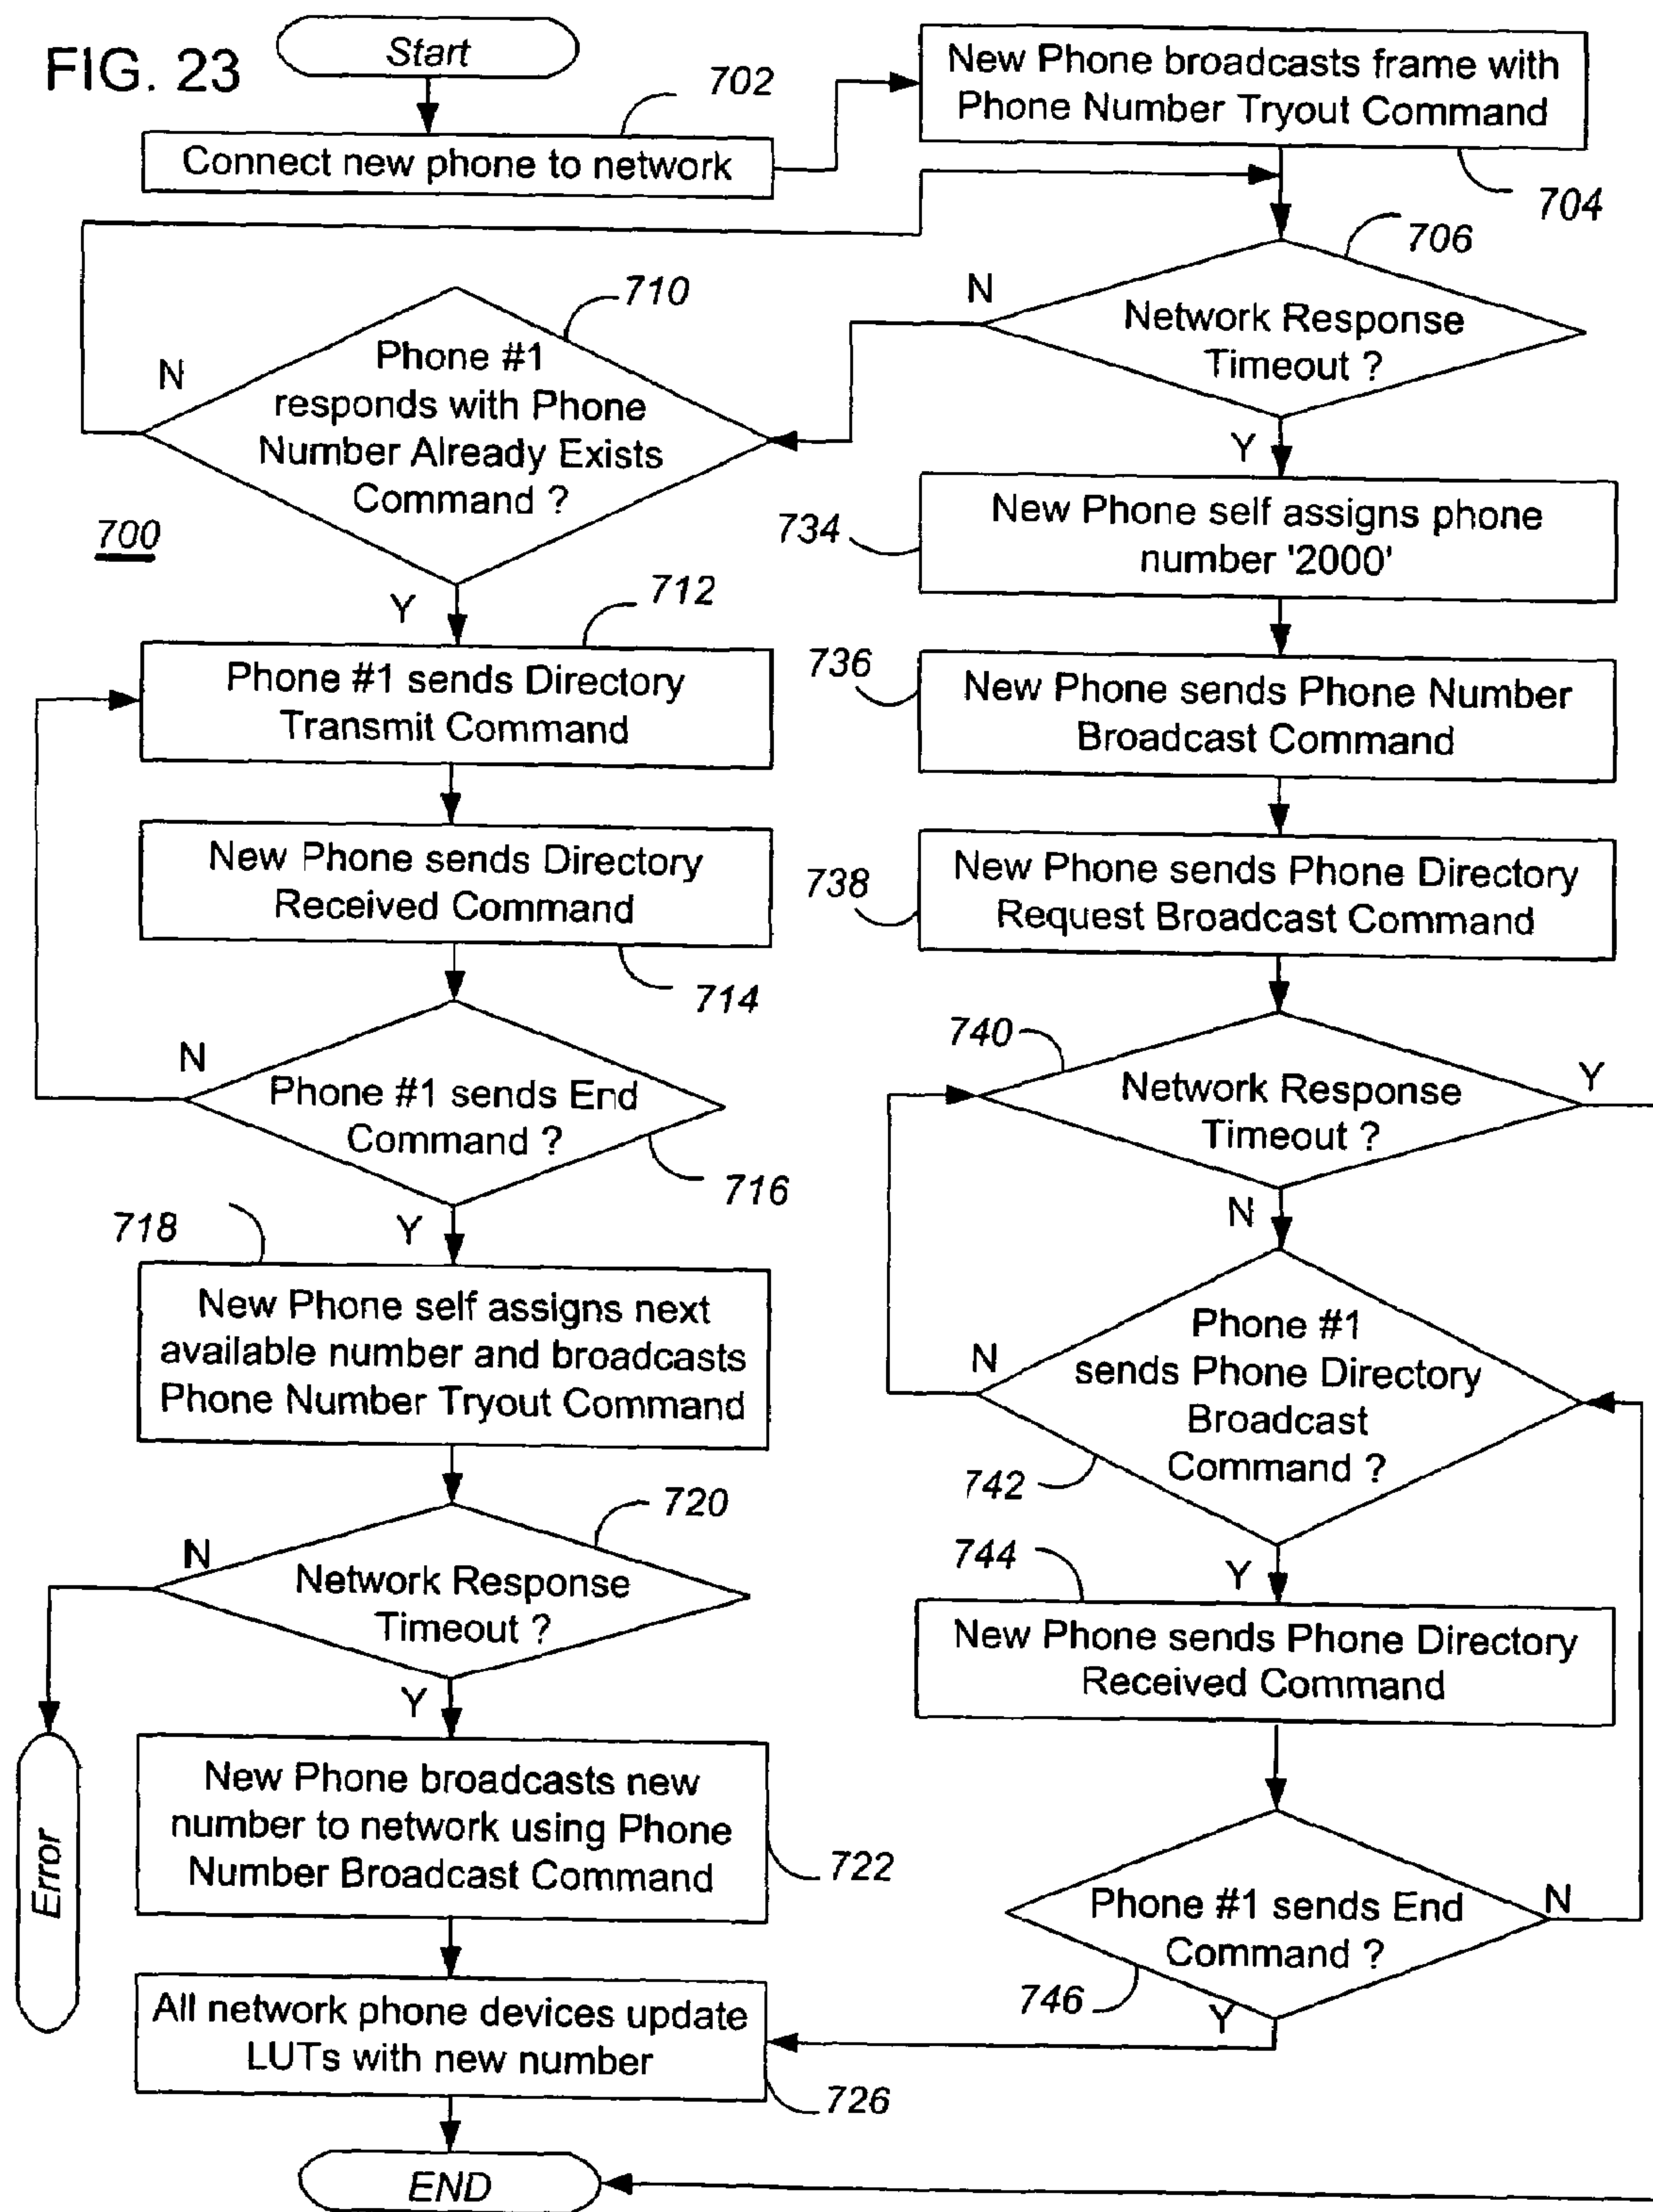 FIG. 23
Start
702
Connect new phone to network
New Phone broadcasts frame with
Phone Number Tryout Command
704
706
N
Network Response
Timeout ?
Y
710
Phone #1
responds with Phone
Number Already Exists
Command ?
N
Y
700
712
Phone #1 sends Directory
Transmit Command
New Phone sends Directory
Received Command
714
N
Phone #1 sends End
Command ?
716
Y
718
New Phone self assigns next
available number and broadcasts
Phone Number Tryout Command
720
N
Network Response
Timeout ?
Y
Error
New Phone broadcasts new
number to network using Phone
Number Broadcast Command
722
All network phone devices update
LUTs with new number
726
END
734
New Phone self assigns phone
number '2000'
736
New Phone sends Phone Number
Broadcast Command
738
New Phone sends Phone Directory
Request Broadcast Command
740
Network Response
Timeout ?
Y
N
Phone #1
sends Phone Directory
Broadcast
Command ?
N
742
Y
744
New Phone sends Phone Directory
Received Command
Phone #1 sends End
Command ?
N
746
Y